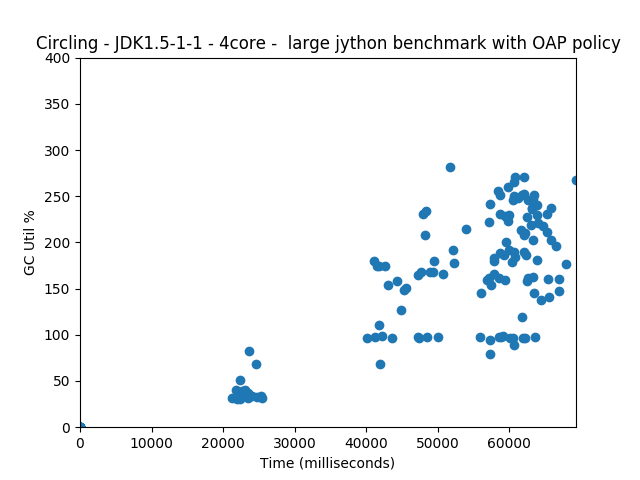 Circling - JDK1.5-1-1 - 4core -  large jython benchmark with OAP policy
400
350
300
250
200
150
100
50
0
GC Util %
0 10000 20000 30000 40000 50000 60000
Time (milliseconds)